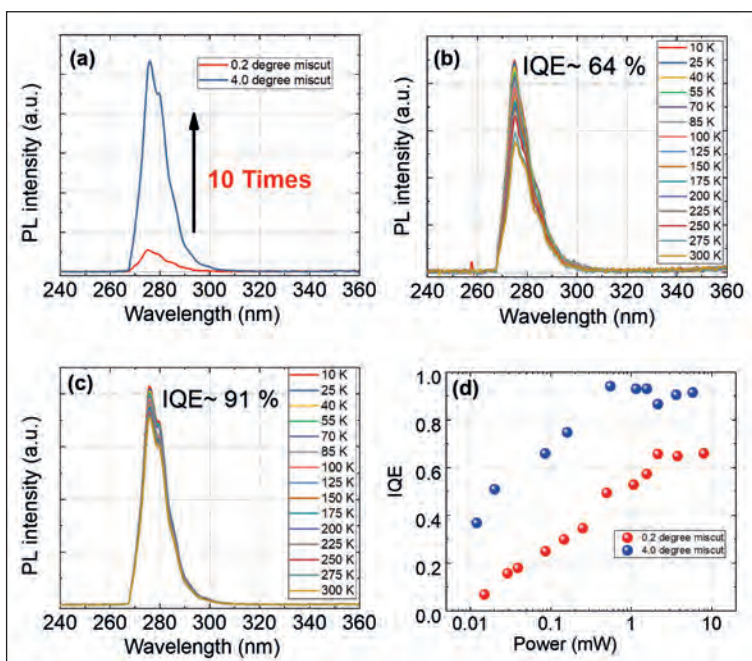 (a)
0.2 degree miscut
4.0 degree miscut
10 Times
PL intensity (a.u.)
240 260 280 300 320 340 360
Wavelength (nm)
(b)
IQE~ 64 %
10 K
25 K
40 K
55 K
70 K
85 K
100 K
125 K
150 K
175 K
200 K
225 K
250 K
275 K
300 K
PL intensity (a.u.)
240 260 280 300 320 340 360
Wavelength (nm)
(c)
IQE~ 91 %
10 K
25 K
40 K
55 K
70 K
85 K
100 K
125 K
150 K
175 K
200 K
225 K
250 K
275 K
300 K
PL intensity (a.u.)
240 260 280 300 320 340 360
Wavelength (nm)
(d)
1.0
0.8
0.6
0.4
0.2
0.0
IQE
0.2 degree miscut
4.0 degree miscut
0.01 0.1 1 10
Power (mW)